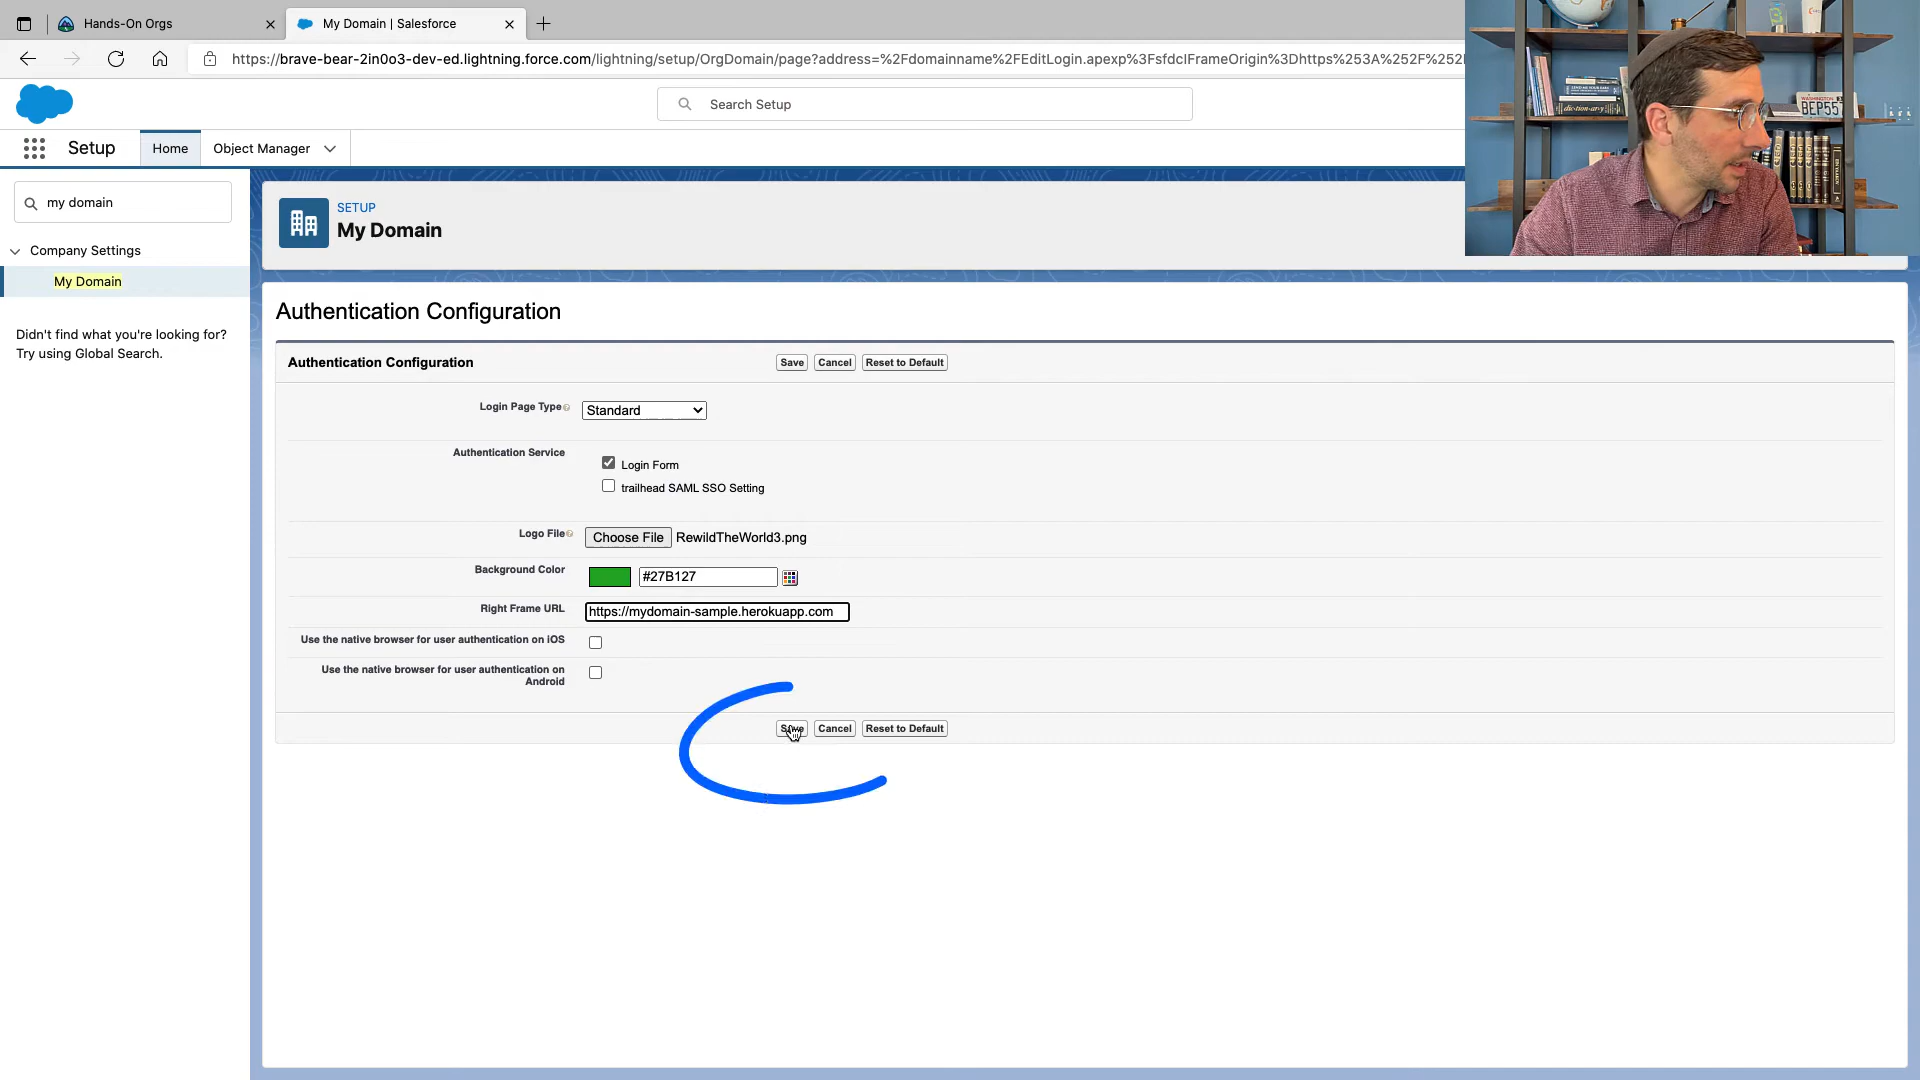 Hands-On Orgs
My Domain | Salesforce
https://brave-bear-2in0o3-dev-ed.lightning.force.com/lightning/setup/OrgDomain/page?address=%2Fdomainname%2FEditLogin.apexp%3FsfdcIFrameOrigin%3Dhttps%253A%252F%252
Search Setup
Setup
Home
Object Manager
my domain
Company Settings
My Domain
Didn't find what you're looking for?
Try using Global Search.
SETUP
My Domain
Authentication Configuration
Authentication Configuration
Save Cancel Reset to Default
Login Page Type Standard
Authentication Service
Login Form
trailhead SAML SSO Setting
Logo File Choose File RewildTheWorld3.png
Background Color #27B127
Right Frame URL https://mydomain-sample.herokuapp.com
Use the native browser for user authentication on iOS
Use the native browser for user authentication on
Android
Save Cancel Reset to Default
WASHINGTON
BEP557
dic•tion•ar•y